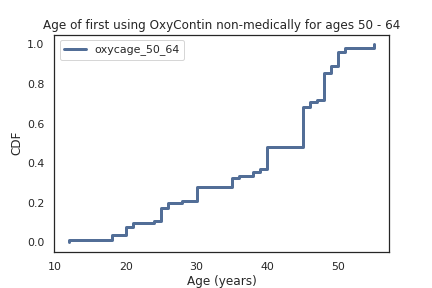 Age of first using OxyContin non-medically for ages 50 - 64
oxycage_50_64
1.0
0.8
0.6
0.4
0.2
0.0
CDF
10 20 30 40 50
Age (years)